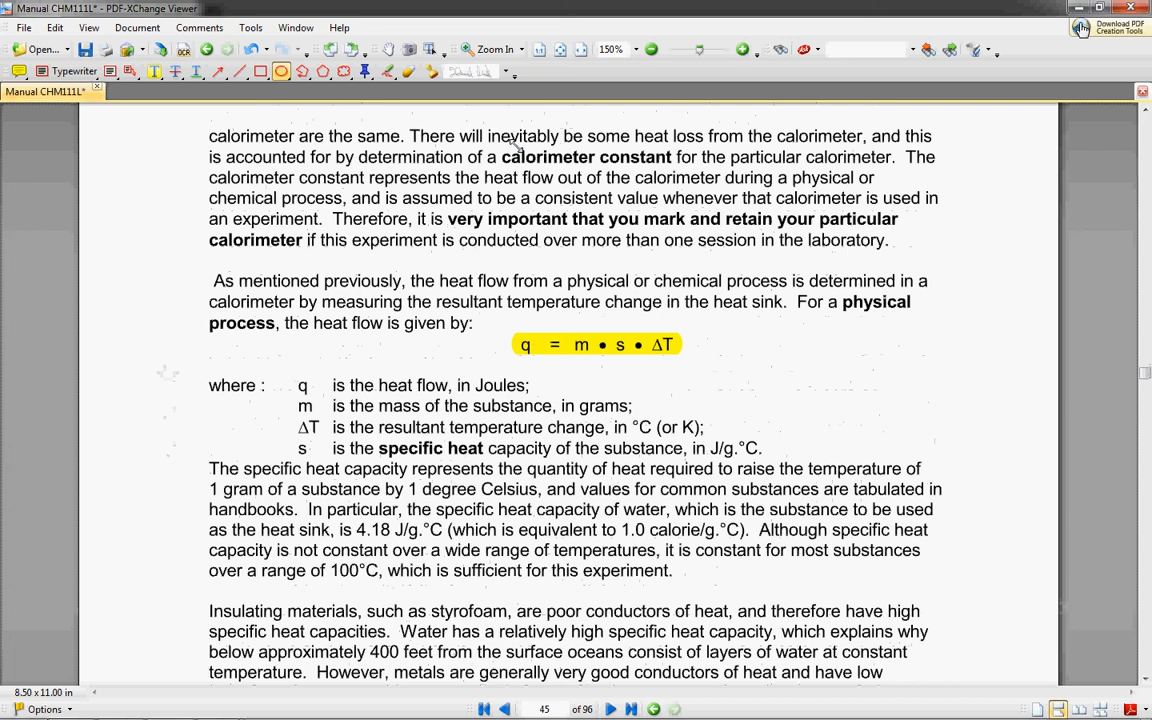 Manual CHM111L* - PDF-XChange Viewer
File Edit View Document Comments Tools Window Help
Download PDF
Creation Tools
Open... OCR Zoom In 150%
Typewriter
Manual CHM111L*
calorimeter are the same. There will inevitably be some heat loss from the calorimeter, and this
is accounted for by determination of a calorimeter constant for the particular calorimeter. The
calorimeter constant represents the heat flow out of the calorimeter during a physical or
chemical process, and is assumed to be a consistent value whenever that calorimeter is used in
an experiment. Therefore, it is very important that you mark and retain your particular
calorimeter if this experiment is conducted over more than one session in the laboratory.
As mentioned previously, the heat flow from a physical or chemical process is determined in a
calorimeter by measuring the resultant temperature change in the heat sink. For a physical
process, the heat flow is given by:
q = m • s • ΔT
where : q is the heat flow, in Joules;
m is the mass of the substance, in grams;
ΔT is the resultant temperature change, in °C (or K);
s is the specific heat capacity of the substance, in J/g.°C.
The specific heat capacity represents the quantity of heat required to raise the temperature of
1 gram of a substance by 1 degree Celsius, and values for common substances are tabulated in
handbooks. In particular, the specific heat capacity of water, which is the substance to be used
as the heat sink, is 4.18 J/g.°C (which is equivalent to 1.0 calorie/g.°C). Although specific heat
capacity is not constant over a wide range of temperatures, it is constant for most substances
over a range of 100°C, which is sufficient for this experiment.
Insulating materials, such as styrofoam, are poor conductors of heat, and therefore have high
specific heat capacities. Water has a relatively high specific heat capacity, which explains why
below approximately 400 feet from the surface oceans consist of layers of water at constant
temperature. However, metals are generally very good conductors of heat and have low
8.50 x 11.00 in
Options 45 of 96